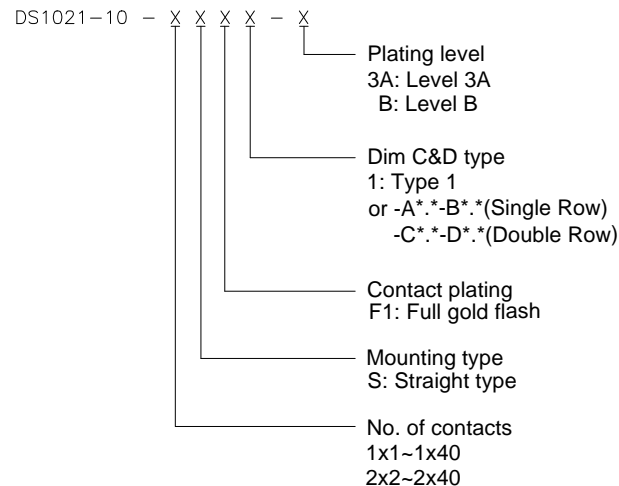 DS1021-10 - X X X X - X
Plating level
3A: Level 3A
B: Level B
Dim C&D type
1: Type 1
or -A*.*-B*.*(Single Row)
-C*.*-D*.*(Double Row)
Contact plating
F1: Full gold flash
Mounting type
S: Straight type
No. of contacts
1x1~1x40
2x2~2x40